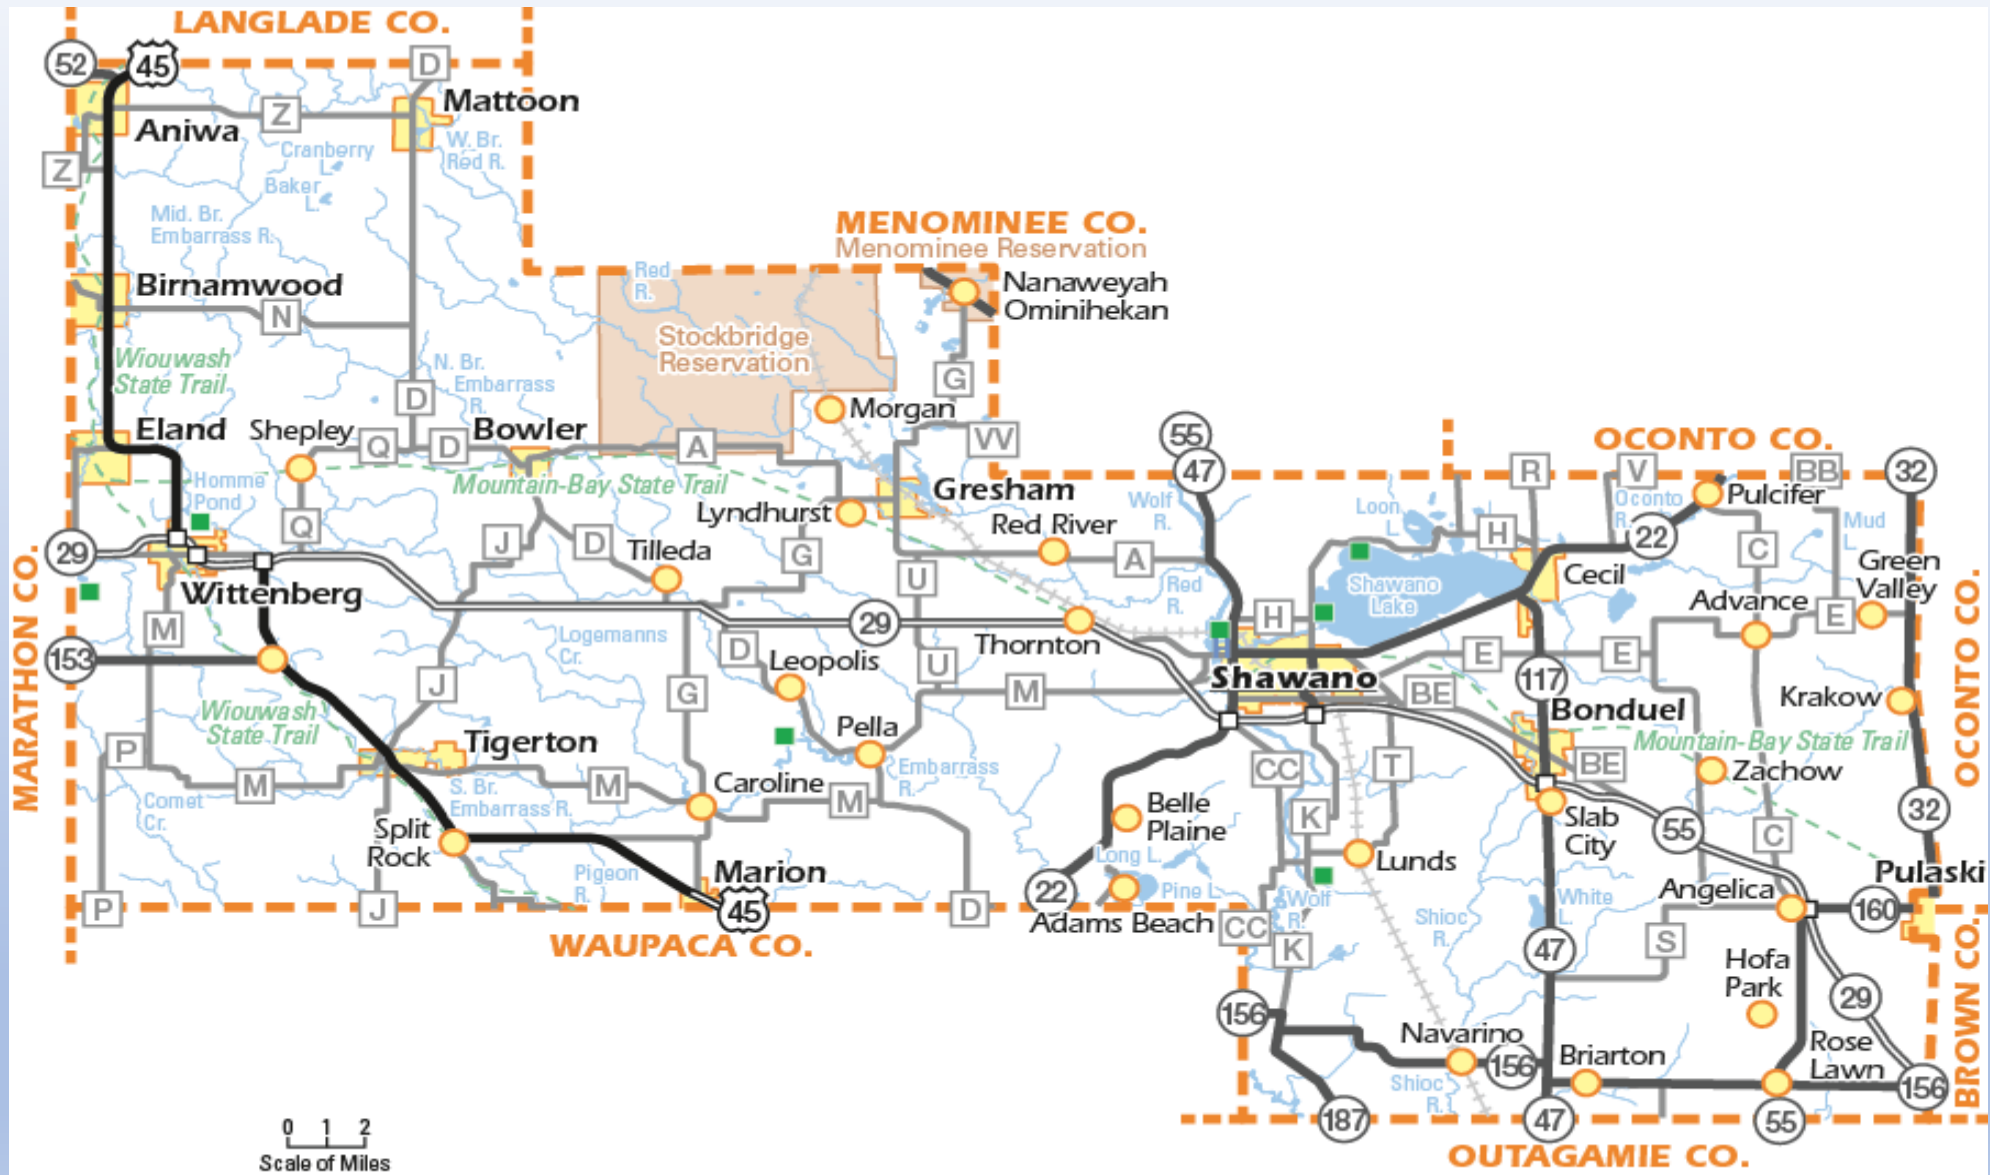 LANGLADE CO.
52
45
D
Mattoon
Z
Aniwa
W. Br.
Red R.
Cranberry
L.
Z
Baker
L.
Mid. Br.
Embarrass R.
MENOMINEE CO.
Menominee Reservation
Red
R.
Nanaweyah
Ominihekan
Birnamwood
N
Stockbridge
Reservation
Wiouwash
State Trail
N. Br.
Embarrass
R.
G
D
Morgan
Eland
Shepley
Q
D
Bowler
A
VV
55
47
OCONTO CO.
R
V
BB
32
Homme
Pond
Mountain-Bay State Trail
Gresham
Wolf
R.
Loon
L.
Oconto
R.
Pulcifer
Lyndhurst
Red River
Q
J
D
Tilleda
G
A
H
22
C
Mud
L.
29
Green
Valley
Cecil
U
Red
R.
Shawano
Lake
Wittenberg
Advance
E
M
H
MARATHON CO.
Logemanns
Cr.
29
Thornton
D
Leopolis
U
E
E
153
J
G
M
Shawano
BE
117
Krakow
OCONTO CO.
Wiouwash
State Trail
Bonduel
Pella
Mountain-Bay State Trail
P
Tigerton
Embarrass
R.
CC
T
BE
Zachow
M
M
Caroline
M
S. Br.
Embarrass R.
Comet
Cr.
Belle
Plaine
K
Slab
City
55
C
32
Split
Rock
Long L.
Lunds
Pulaski
Pigeon
R.
Marion
22
Pine L.
Angelica
160
P
J
45
D
Adams Beach
CC
Wolf
R.
White
L.
Shioc
R.
WAUPACA CO.
K
47
S
Hofa
Park
29
156
Navarino
156
Briarton
Rose
Lawn
Shioc
R.
156
BROWN CO.
187
47
55
OUTAGAMIE CO.
0 1 2
Scale of Miles